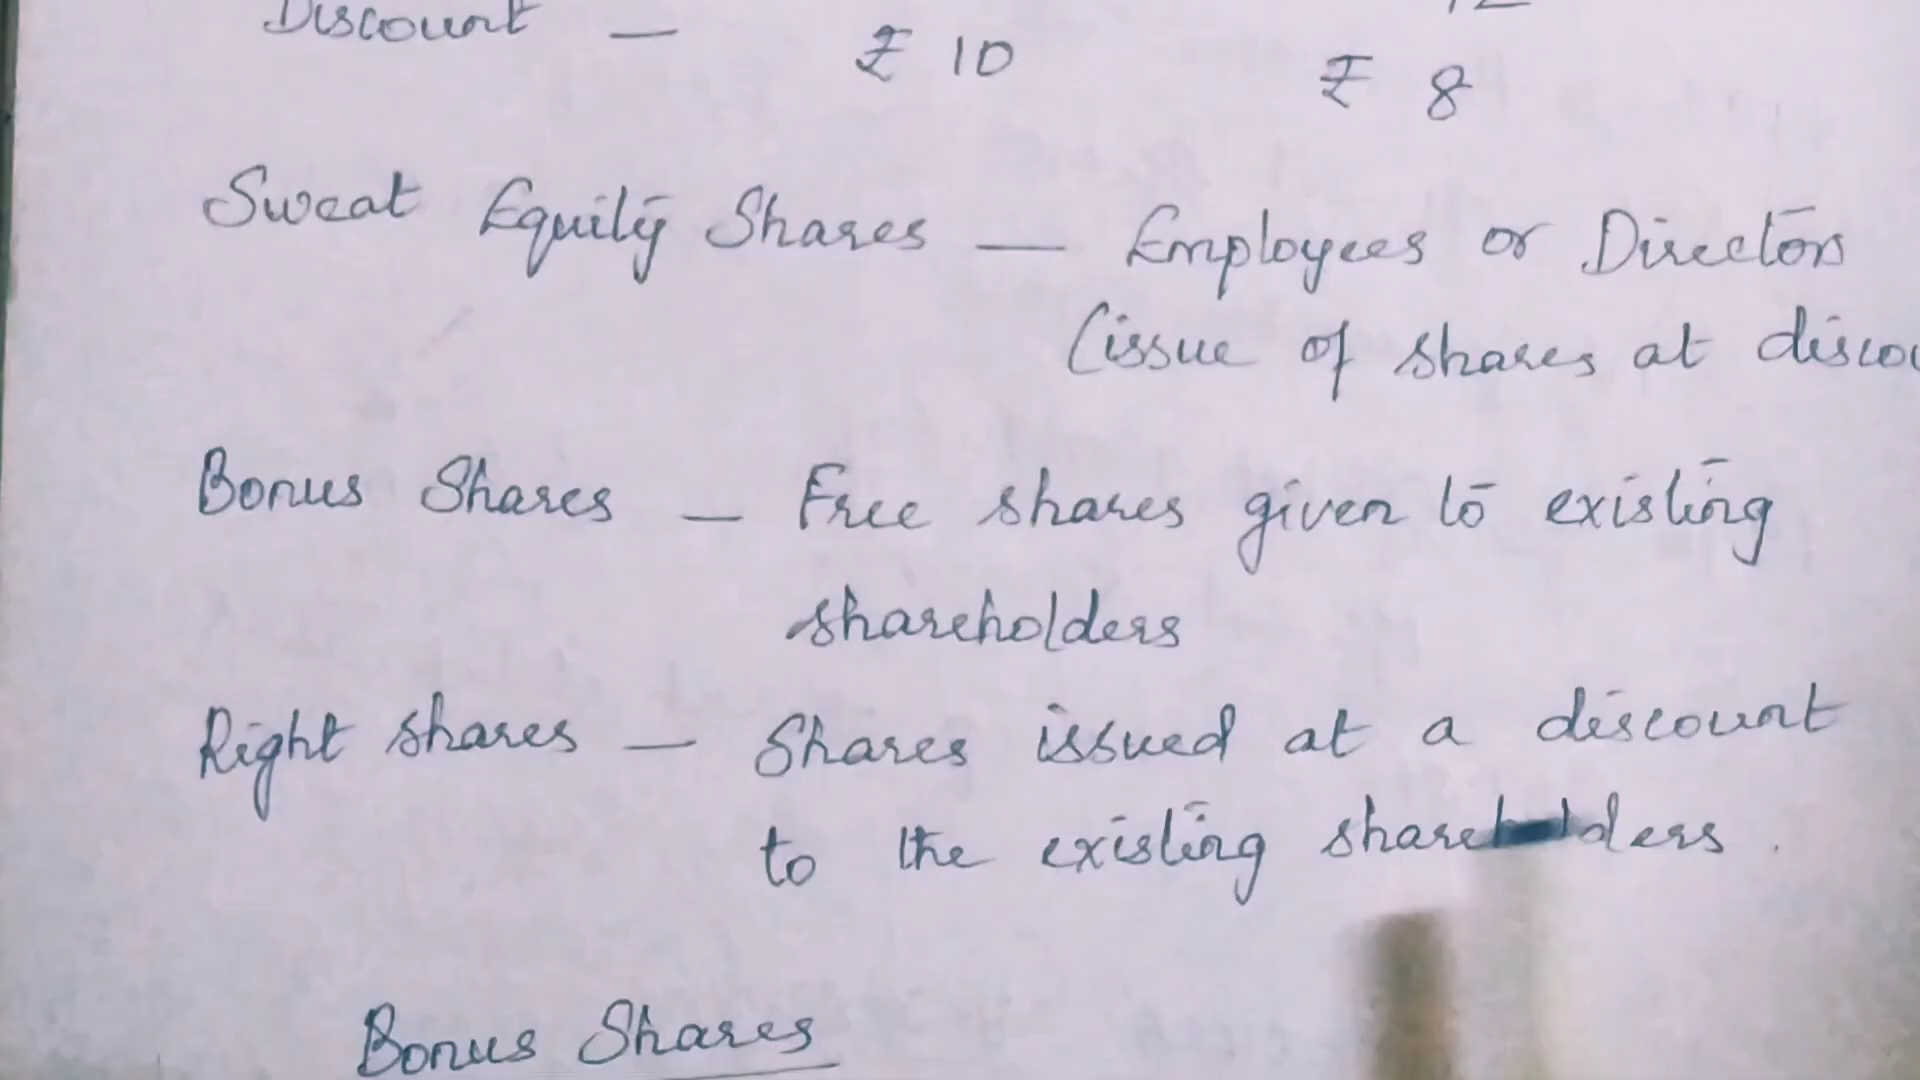 Discount — ₹ 10 ₹ 8
Sweat Equity Shares — Employees or Directors
(issue of shares at
Bonus Shares — Free shares given to existing
shareholders
Right shares — Shares issued at a discount
to the existing shareholders.
Bonus Shares